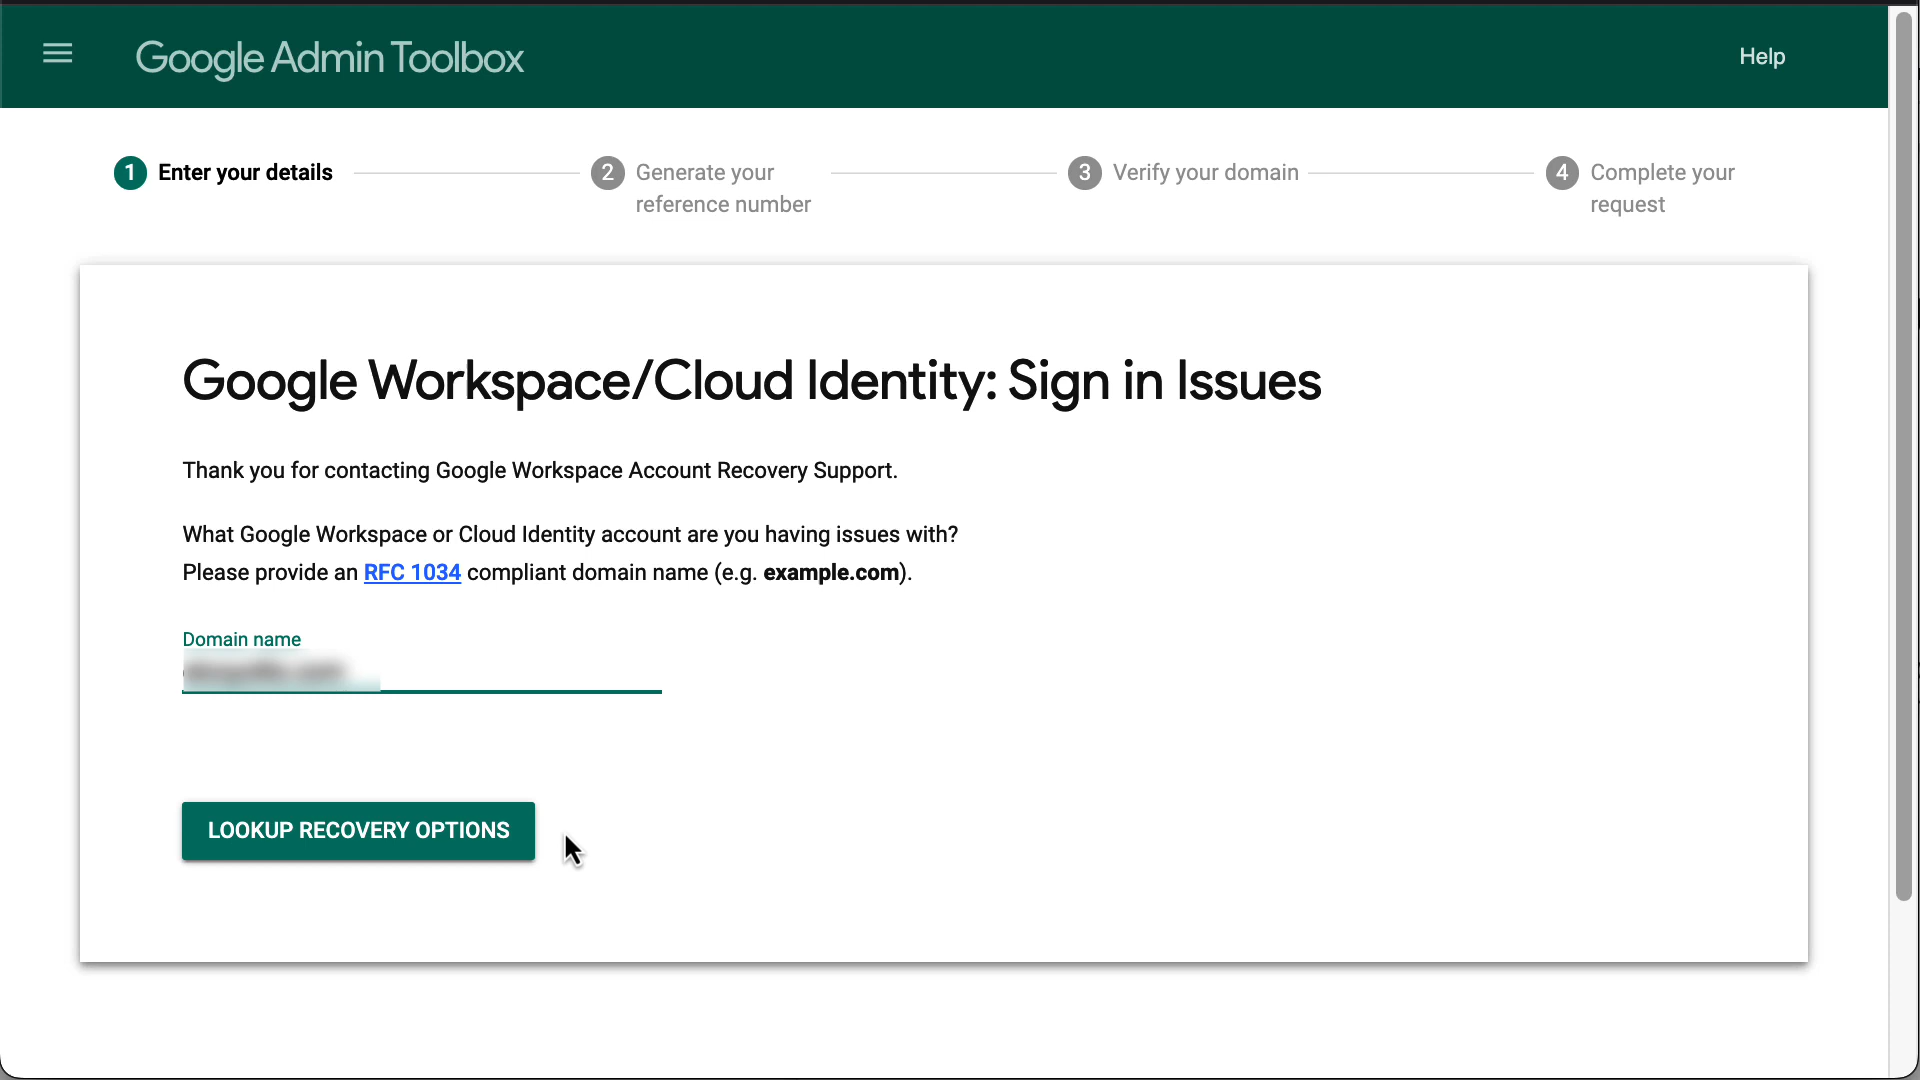 Google Admin Toolbox
Help
1 Enter your details
2 Generate your
reference number
3 Verify your domain
4 Complete your
request
Google Workspace/Cloud Identity: Sign in Issues
Thank you for contacting Google Workspace Account Recovery Support.
What Google Workspace or Cloud Identity account are you having issues with?
Please provide an RFC 1034 compliant domain name (e.g. example.com).
Domain name
LOOKUP RECOVERY OPTIONS